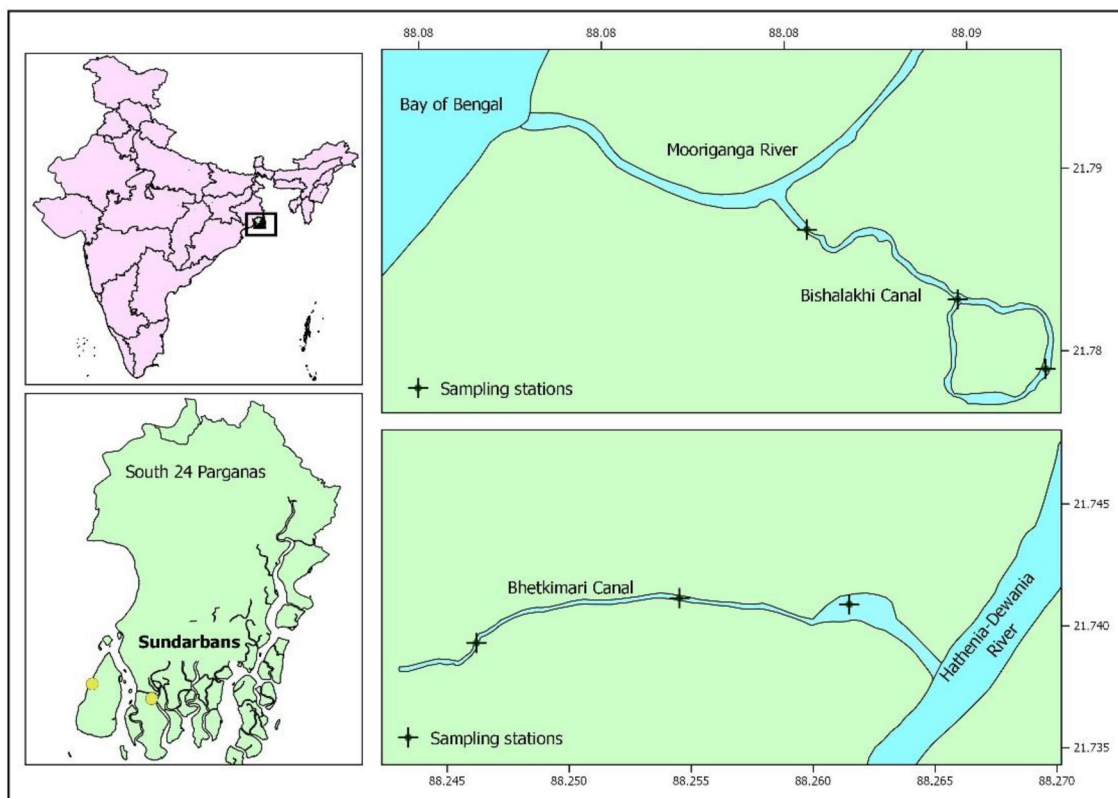 88.08
88.08
88.08
88.09
Bay of Bengal
Mooriganga River
21.79
Bishalakhi Canal
21.78
Sampling stations
South 24 Parganas
Sundarbans
21.745
Bhetkimari Canal
21.740
Hathenia-Dewania
River
Sampling stations
21.735
88.245
88.250
88.255
88.260
88.265
88.270